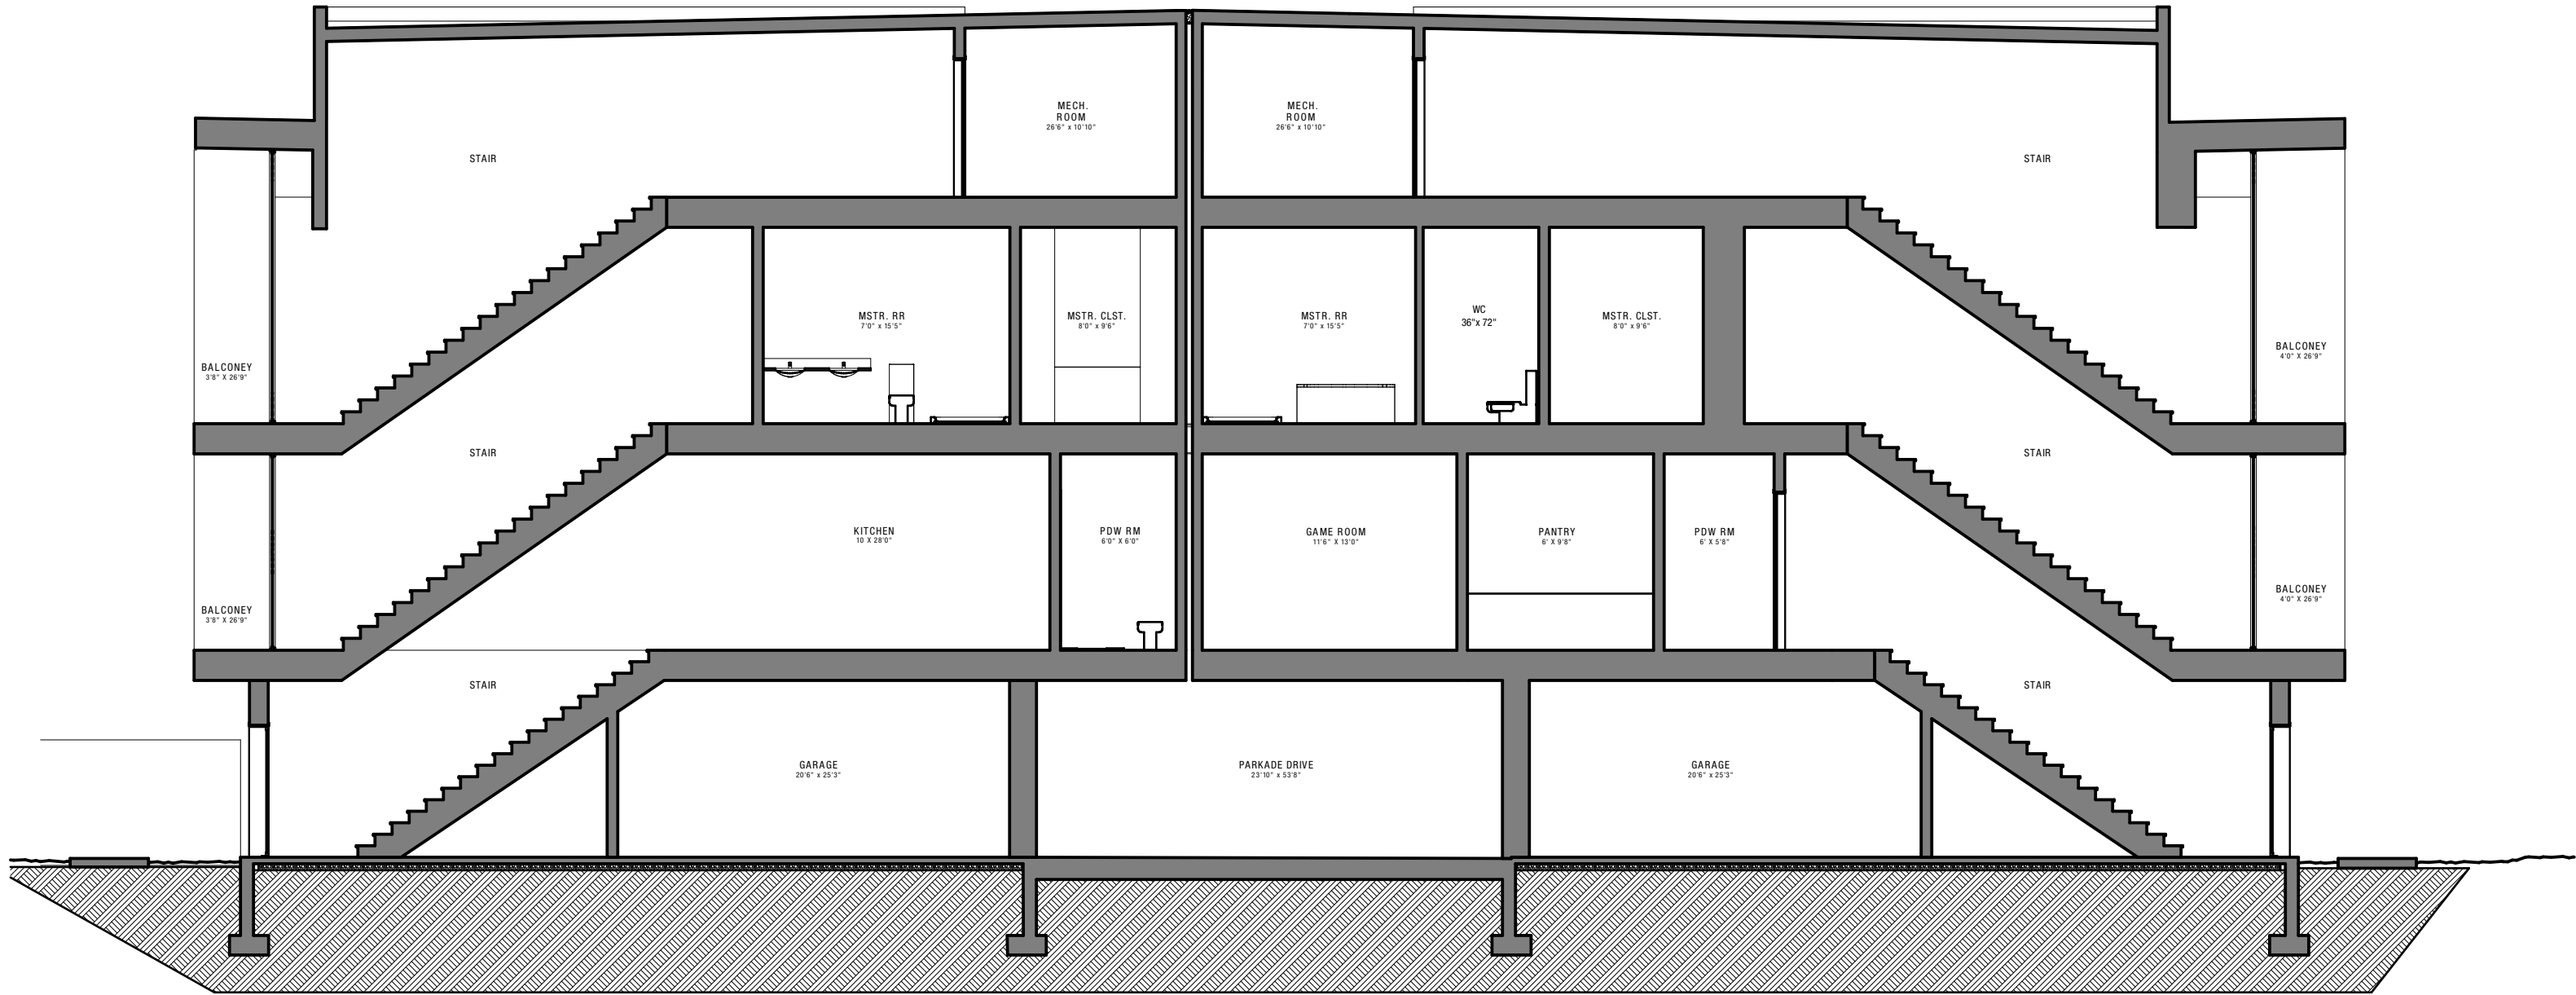 MECH.
ROOM
26'6" x 10'10"
MECH.
ROOM
26'6" x 10'10"
STAIR
STAIR
BALCONEY
3'8" X 26'9"
MSTR. RR
7'0" x 15'5"
MSTR. CLST.
8'0" x 9'6"
MSTR. RR
7'0" x 15'5"
WC
36"x 72"
MSTR. CLST.
8'0" x 9'6"
BALCONEY
4'0" X 26'9"
STAIR
STAIR
BALCONEY
3'8" X 26'9"
KITCHEN
10 X 28'0"
PDW RM
6'0" X 6'0"
GAME ROOM
11'6" X 13'0"
PANTRY
6' X 9'8"
PDW RM
6' X 5'8"
BALCONEY
4'0" X 26'9"
STAIR
STAIR
GARAGE
20'6" x 25'3"
PARKADE DRIVE
23'10" x 53'8"
GARAGE
20'6" x 25'3"